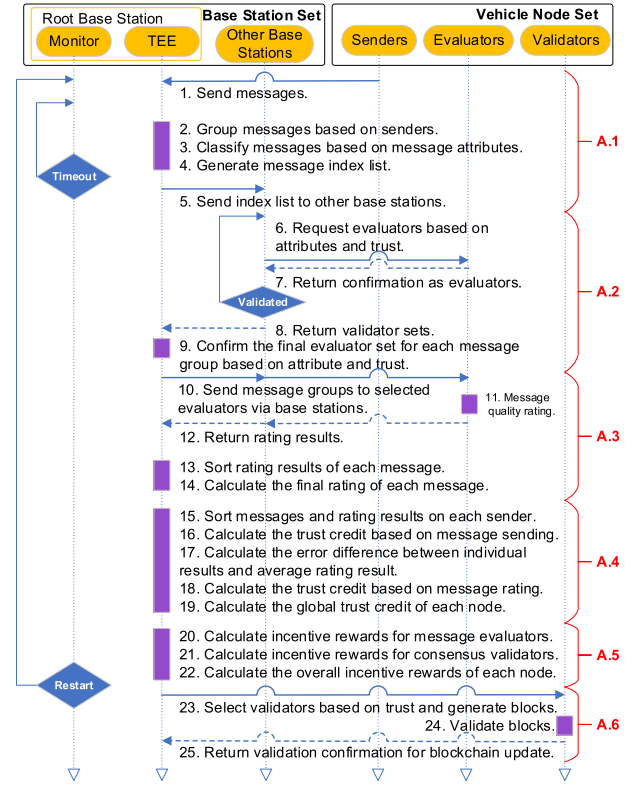 Root Base Station
Base Station Set
Vehicle Node Set
Monitor
TEE
Other Base
Stations
Senders
Evaluators
Validators
1. Send messages.
2. Group messages based on senders.
3. Classify messages based on message attributes.
4. Generate message index list.
A.1
Timeout
5. Send index list to other base stations.
6. Request evaluators based on
attributes and trust.
7. Return confirmation as evaluators.
A.2
Validated
8. Return validator sets.
9. Confirm the final evaluator set for each message
group based on attribute and trust.
10. Send message groups to selected
evaluators via base stations.
11. Message
quality rating.
12. Return rating results.
A.3
13. Sort rating results of each message.
14. Calculate the final rating of each message.
15. Sort messages and rating results on each sender.
16. Calculate the trust credit based on message sending.
17. Calculate the error difference between individual
results and average rating result.
18. Calculate the trust credit based on message rating.
19. Calculate the global trust credit of each node.
A.4
20. Calculate incentive rewards for message evaluators.
21. Calculate incentive rewards for consensus validators.
22. Calculate the overall incentive rewards of each node.
A.5
Restart
23. Select validators based on trust and generate blocks.
24. Validate blocks.
A.6
25. Return validation confirmation for blockchain update.